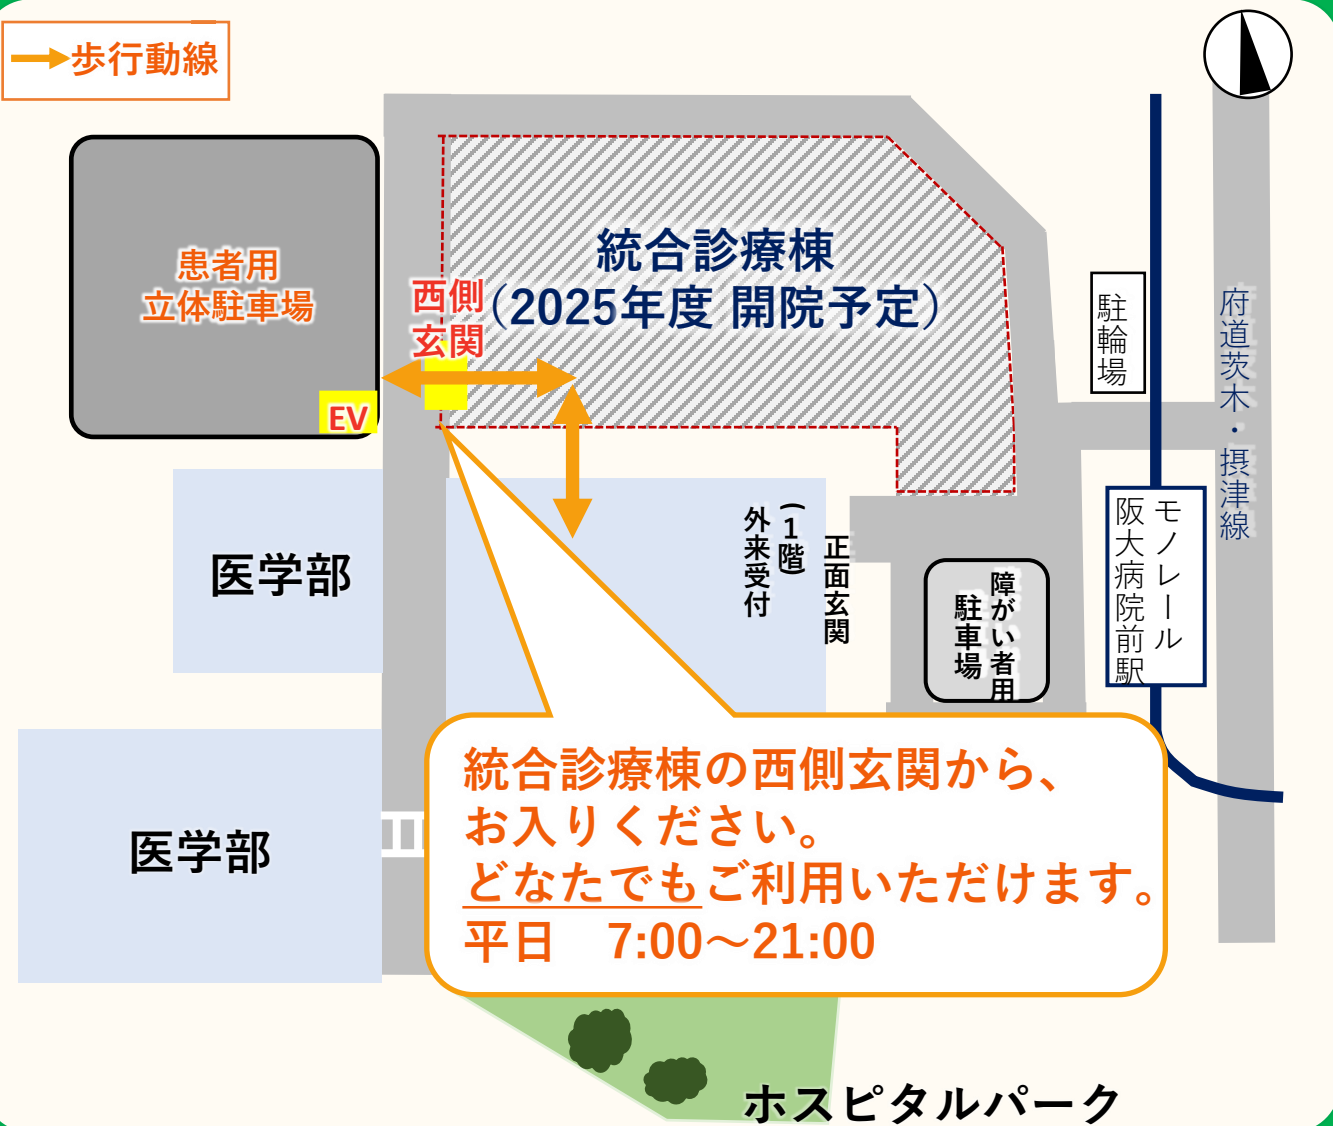 歩行動線
患者用
立体駐車場
EV
西側
玄関
統合診療棟
(2025年度 開院予定)
駐輪場
府道茨木・摂津線
モノレール
阪大病院前駅
医学部
(1階)
外来受付
正面玄関
障がい者用
駐車場
医学部
統合診療棟の西側玄関から、
お入りください。
どなたでもご利用いただけます。
平日 7:00～21:00
ホスピタルパーク